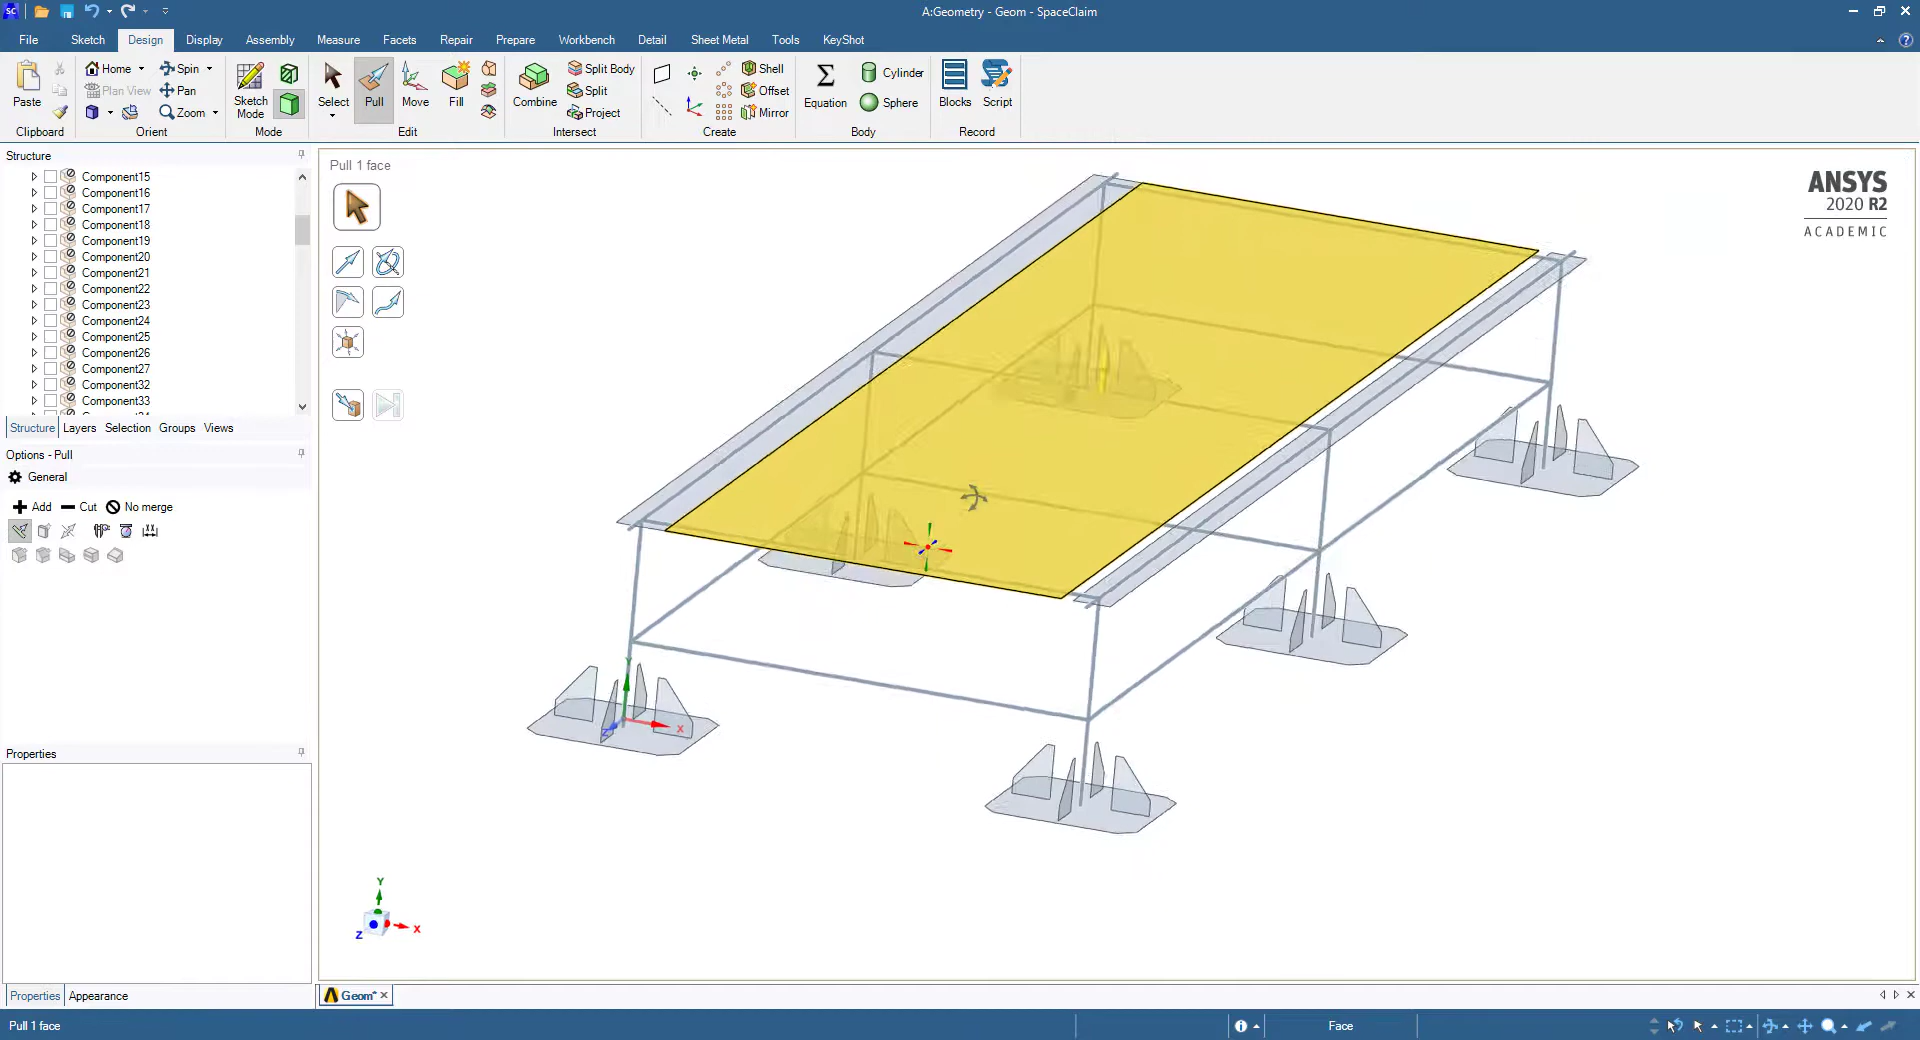 SC
A:Geometry - Geom - SpaceClaim
File Sketch Design Display Assembly Measure Facets Repair Prepare Workbench Detail Sheet Metal Tools KeyShot
Paste
Home
Plan View
Spin
Pan
Zoom
Sketch Mode
Select
Pull
Move
Fill
Combine
Split Body
Split
Project
Shell
Offset
Mirror
Equation
Cylinder
Sphere
Blocks
Script
Clipboard Orient Mode Edit Intersect Create Body Record
Structure
Component15
Component16
Component17
Component18
Component19
Component20
Component21
Component22
Component23
Component24
Component25
Component26
Component27
Component32
Component33
Structure Layers Selection Groups Views
Options - Pull
General
Add Cut No merge
Properties
Properties Appearance
Pull 1 face
ANSYS
2020 R2
ACADEMIC
X
Y
Z
X
Geom*
Pull 1 face
Face